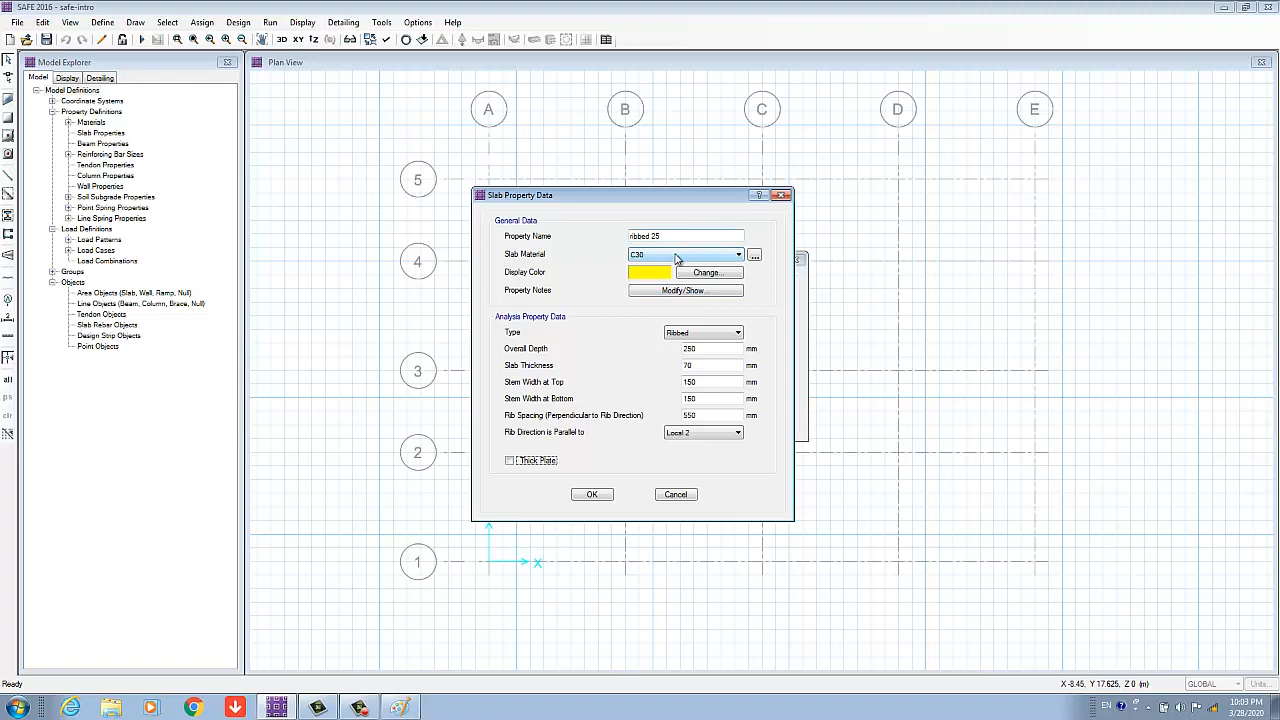 SAFE 2016 - safe-intro
File Edit View Define Draw Select Assign Design Run Display Detailing Tools Options Help
3D XY XZ
Model Explorer
Model Display Detailing
Model Definitions
Coordinate Systems
Property Definitions
Materials
Slab Properties
Beam Properties
Reinforcing Bar Sizes
Tendon Properties
Column Properties
Wall Properties
Soil Subgrade Properties
Point Spring Properties
Line Spring Properties
Load Definitions
Load Patterns
Load Cases
Load Combinations
Groups
Objects
Area Objects (Slab, Wall, Ramp, Null)
Line Objects (Beam, Column, Brace, Null)
Tendon Objects
Slab Rebar Objects
Design Strip Objects
Point Objects
all
ps
clr
Plan View
A B C D E
5
4
3
2
1
X
Slab Property Data
General Data
Property Name ribbed 25
Slab Material C30 ...
Display Color Change...
Property Notes Modify/Show...
Analysis Property Data
Type Ribbed
Overall Depth 250 mm
Slab Thickness 70 mm
Stem Width at Top 150 mm
Stem Width at Bottom 150 mm
Rib Spacing (Perpendicular to Rib Direction) 550 mm
Rib Direction is Parallel to Local 2
Thick Plate
OK Cancel
Ready
X -8.45, Y 17.625, Z 0 (m)
GLOBAL
Units...
EN
10:03 PM
3/28/2020